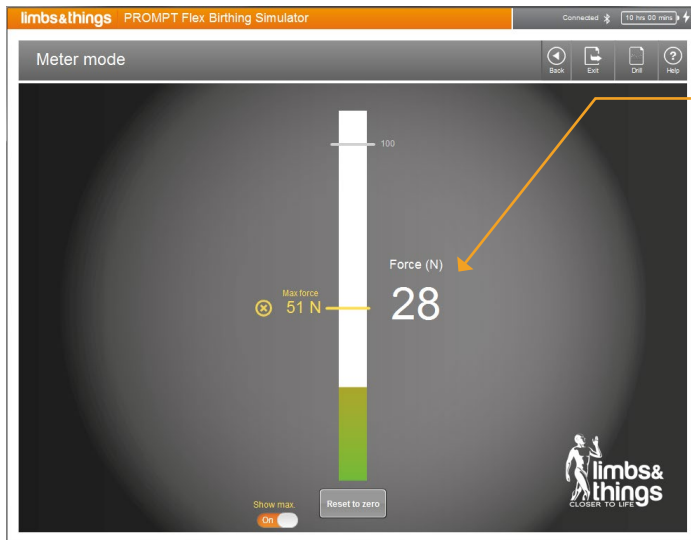 limbs&things PROMPT Flex Birthing Simulator
Connected 10 hrs 00 mins
Meter mode
Back Exit Drill Help
100
Force (N)
28
Max force
51 N
Show max.
On
Reset to zero
limbs&
things
CLOSER TO LIFE